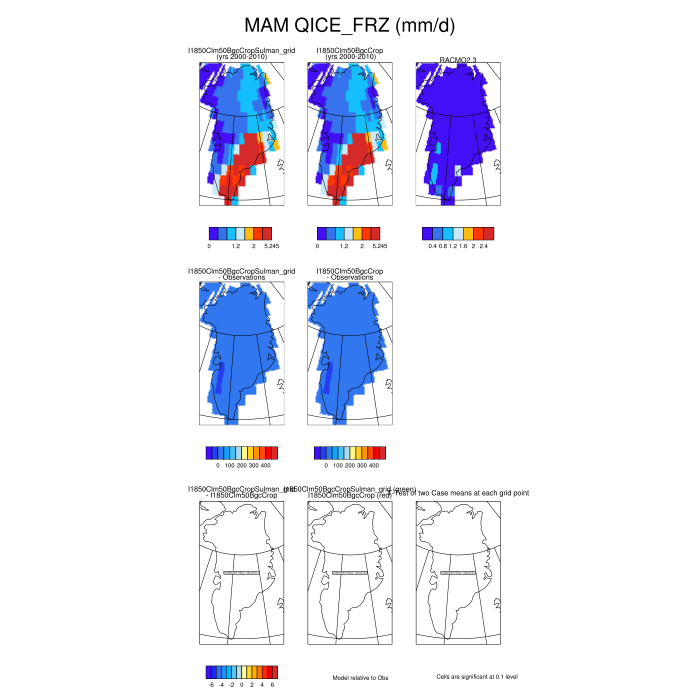 MAM QICE_FRZ (mm/d)
I1850Clm50BgcCropSulman_grid
(yrs 2000-2010)
I1850Clm50BgcCrop
(yrs 2000-2010)
RACMO2.3
0 1.2 2 5.245
0 1.2 2 5.245
0.4 0.8 1.2 1.6 2 2.4
I1850Clm50BgcCropSulman_grid
- Observations
I1850Clm50BgcCrop
- Observations
0 100 200 300 400
0 100 200 300 400
I1850Clm50BgcCropSulman_grid
- I1850Clm50BgcCrop
I1850Clm50BgcCropSulman_grid (green)
I1850Clm50BgcCrop (red)
-Test of two Case means at each grid point
-6 -4 -2 0 2 4 6
Model relative to Obs
Cells are significant at 0.1 level